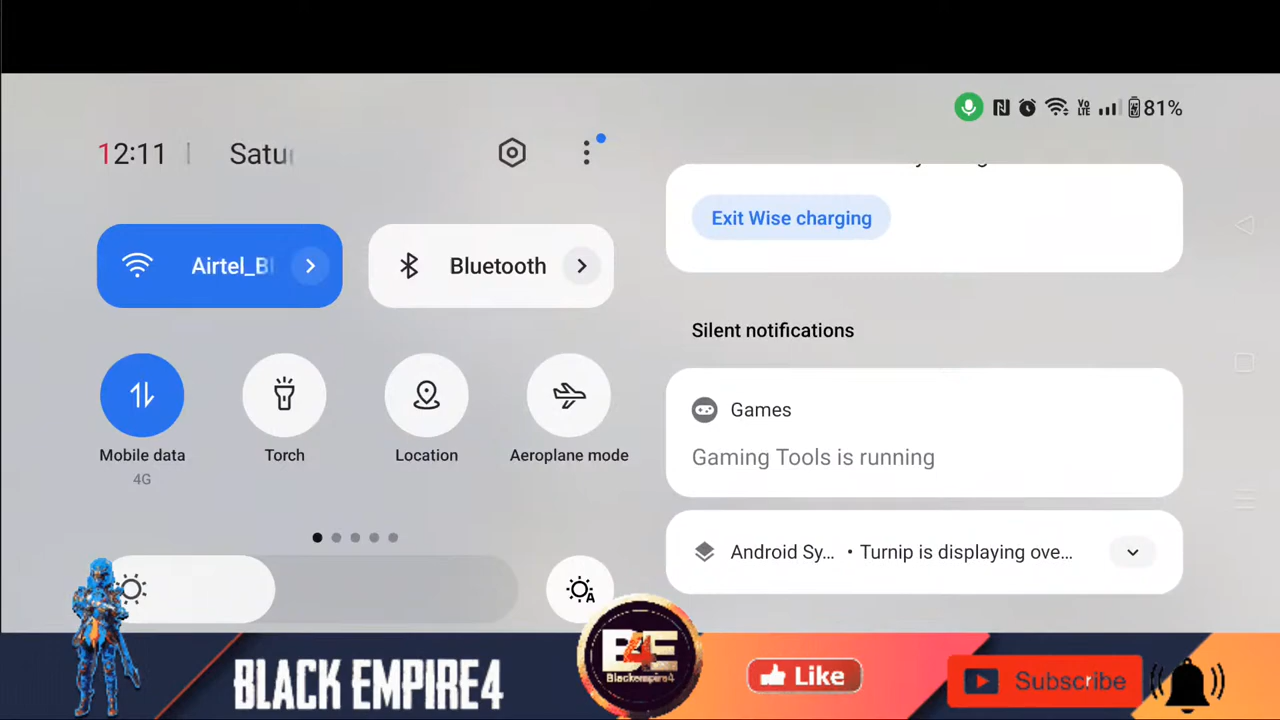 81%
12:11
Satu
Airtel_B
Bluetooth
Mobile data
4G
Torch
Location
Aeroplane mode
Exit Wise charging
Silent notifications
Games
Gaming Tools is running
Android Sy... • Turnip is displaying ove...
BLACK EMPIRE4
B4E
Blackempire4
Like
Subscribe